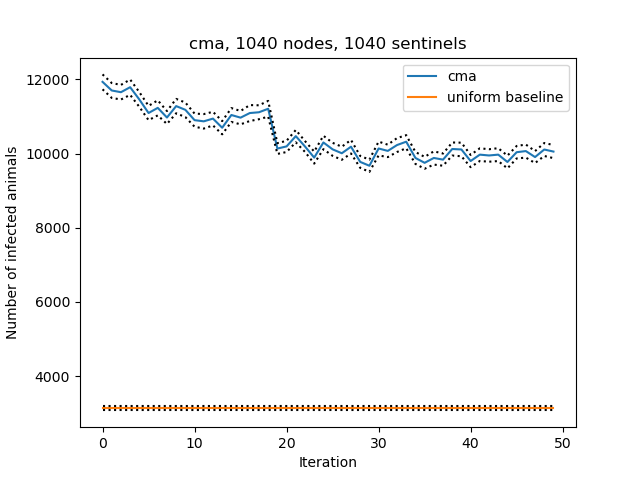 cma, 1040 nodes, 1040 sentinels
cma
uniform baseline
Number of infected animals
12000
10000
8000
6000
4000
0 10 20 30 40 50
Iteration